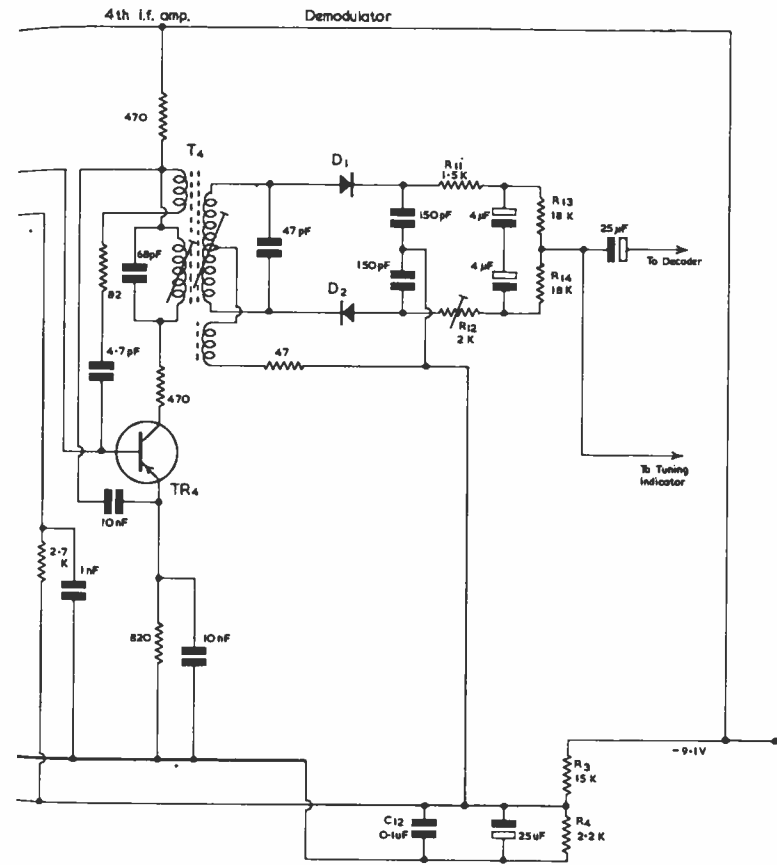 4th i.f. amp.
Demodulator
470
T4
D1
R11
1·5K
R13
18K
68pF
47pF
150pF
4µF
25µF
To Decoder
82
150pF
4µF
R14
18K
D2
R12
2K
4·7pF
47
470
To Tuning
Indicator
TR4
10nF
2·7
K
1nF
820
10nF
-9·1V
R3
15K
C12
0·1uF
25uF
R4
2·2K